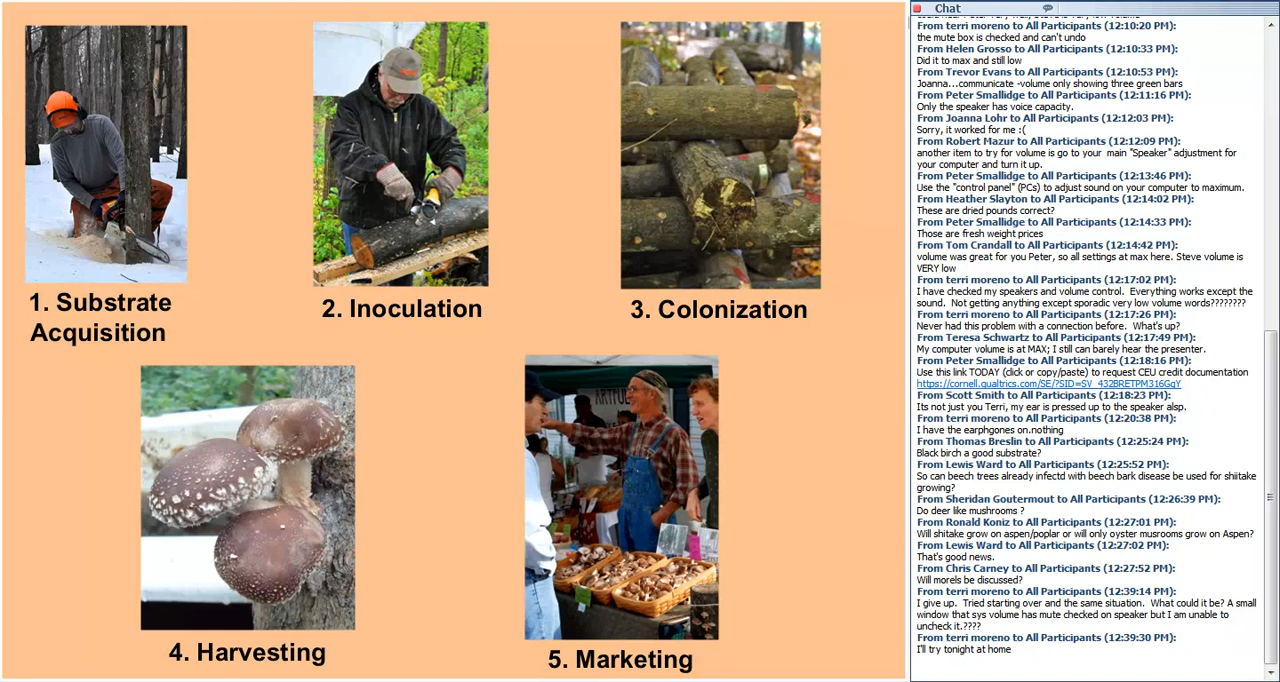 1. Substrate
Acquisition
2. Inoculation
3. Colonization
4. Harvesting
5. Marketing
ARTFUL
Chat
From terri moreno to All Participants (12:10:20 PM):
the mute box is checked and can't undo
From Helen Grosso to All Participants (12:10:33 PM):
Did it to max and still low
From Trevor Evans to All Participants (12:10:53 PM):
Joanna...communicate -volume only showing three green bars
From Peter Smallidge to All Participants (12:11:16 PM):
Only the speaker has voice capacity.
From Joanna Lohr to All Participants (12:12:03 PM):
Sorry, it worked for me :(
From Robert Mazur to All Participants (12:12:09 PM):
another item to try for volume is go to your main "Speaker" adjustment for
your computer and turn it up.
From Peter Smallidge to All Participants (12:13:46 PM):
Use the "control panel" (PCs) to adjust sound on your computer to maximum.
From Heather Slayton to All Participants (12:14:02 PM):
These are dried pounds correct?
From Peter Smallidge to All Participants (12:14:33 PM):
Those are fresh weight prices
From Tom Crandall to All Participants (12:14:42 PM):
volume was great for you Peter, so all settings at max here. Steve volume is
VERY low
From terri moreno to All Participants (12:17:02 PM):
I have checked my speakers and volume control. Everything works except the
sound. Not getting anything except sporadic very low volume words????????
From terri moreno to All Participants (12:17:26 PM):
Never had this problem with a connection before. What's up?
From Teresa Schwartz to All Participants (12:17:49 PM):
My computer volume is at MAX; I still can barely hear the presenter.
From Peter Smallidge to All Participants (12:18:16 PM):
Use this link TODAY (click or copy/paste) to request CEU credit documentation
https://cornell.qualtrics.com/SE/?SID=SV_432BRETPM316GqY
From Scott Smith to All Participants (12:18:23 PM):
Its not just you Terri, my ear is pressed up to the speaker alsp.
From terri moreno to All Participants (12:20:38 PM):
I have the earphgones on.nothing
From Thomas Breslin to All Participants (12:25:24 PM):
Black birch a good substrate?
From Lewis Ward to All Participants (12:25:52 PM):
So can beech trees already infectd with beech bark disease be used for shiitake
growing?
From Sheridan Goutermout to All Participants (12:26:39 PM):
Do deer like mushrooms ?
From Ronald Koniz to All Participants (12:27:01 PM):
Will shitake grow on aspen/poplar or will only oyster musrooms grow on Aspen?
From Lewis Ward to All Participants (12:27:02 PM):
That's good news.
From Chris Carney to All Participants (12:27:52 PM):
Will morels be discussed?
From terri moreno to All Participants (12:39:14 PM):
I give up. Tried starting over and the same situation. What could it be? A small
window that sys volume has mute checked on speaker but I am unable to
uncheck it.????
From terri moreno to All Participants (12:39:30 PM):
I'll try tonight at home